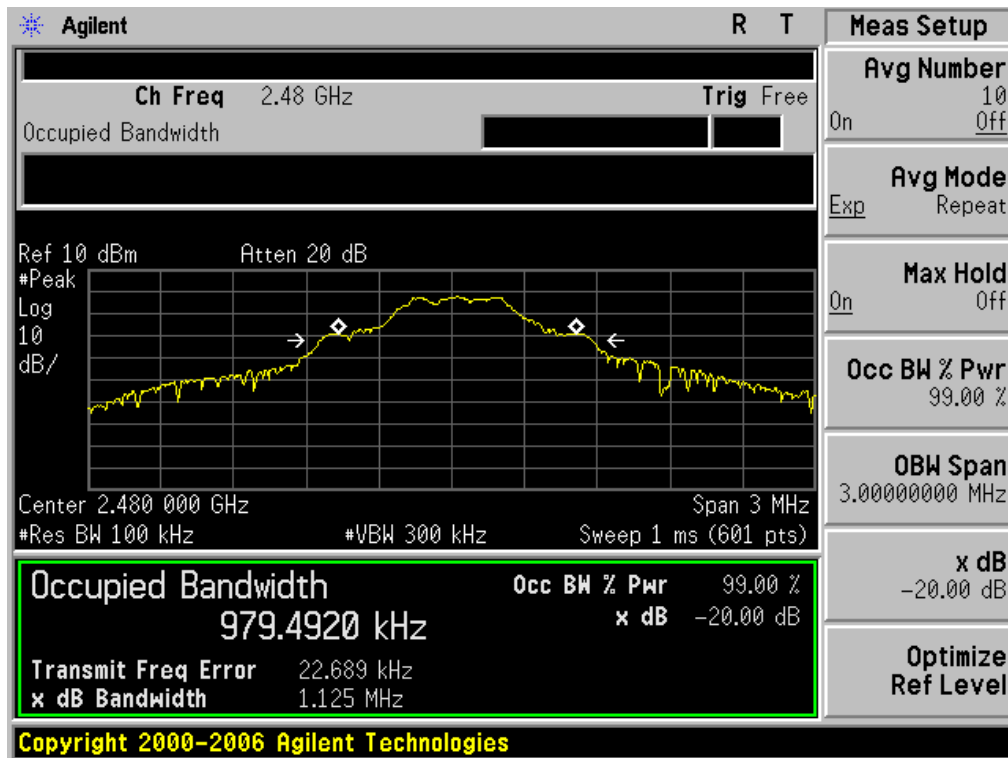 Agilent R T
Ch Freq 2.48 GHz Trig Free
Occupied Bandwidth
Ref 10 dBm Atten 20 dB
#Peak
Log
10
dB/
Center 2.480 000 GHz Span 3 MHz
#Res BW 100 kHz #VBW 300 kHz Sweep 1 ms (601 pts)
Occupied Bandwidth Occ BW % Pwr 99.00 %
979.4920 kHz x dB -20.00 dB
Transmit Freq Error 22.689 kHz
x dB Bandwidth 1.125 MHz
Copyright 2000-2006 Agilent Technologies
Meas Setup
Avg Number
10
On Off
Avg Mode
Exp Repeat
Max Hold
On Off
Occ BW % Pwr
99.00 %
OBW Span
3.00000000 MHz
x dB
-20.00 dB
Optimize
Ref Level